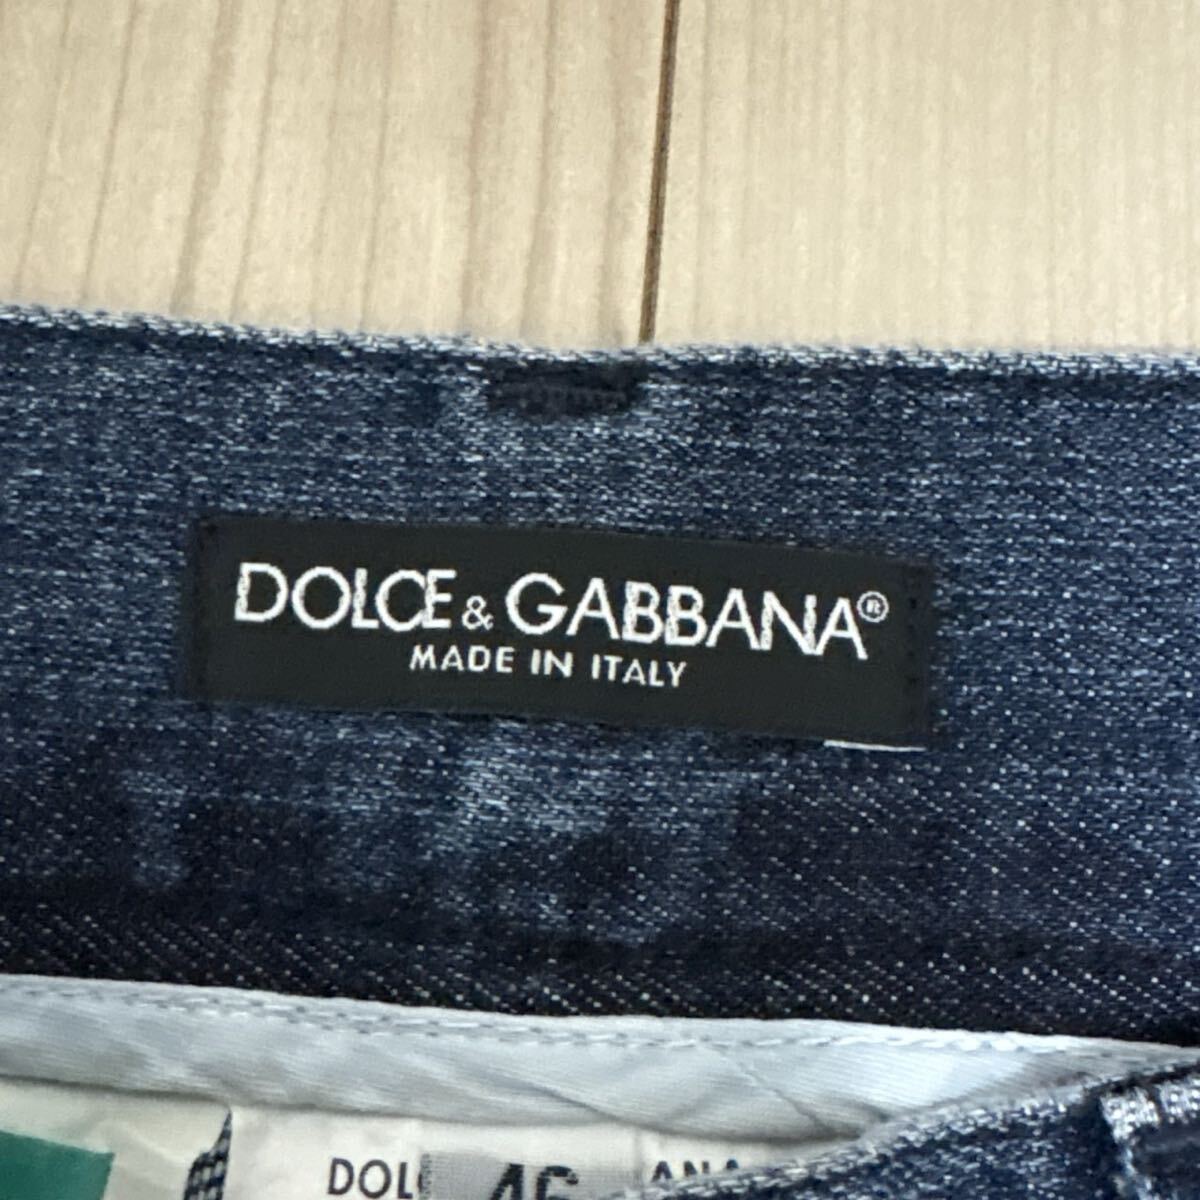 DOLCE & GABBANA®
MADE IN ITALY
DOL 46 ANA